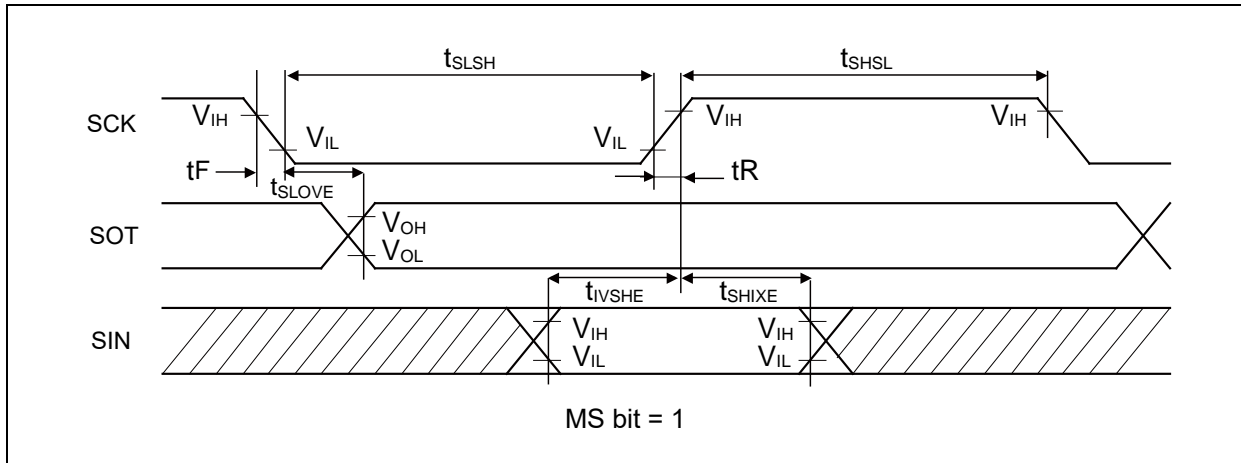 tSLSH
tSHSL
SCK
VIH
VIL
VIL
VIH
VIH
tF
tSLOVE
tR
SOT
VOH
VOL
tIVSHE
tSHIXE
SIN
VIH
VIL
VIH
VIL
MS bit = 1